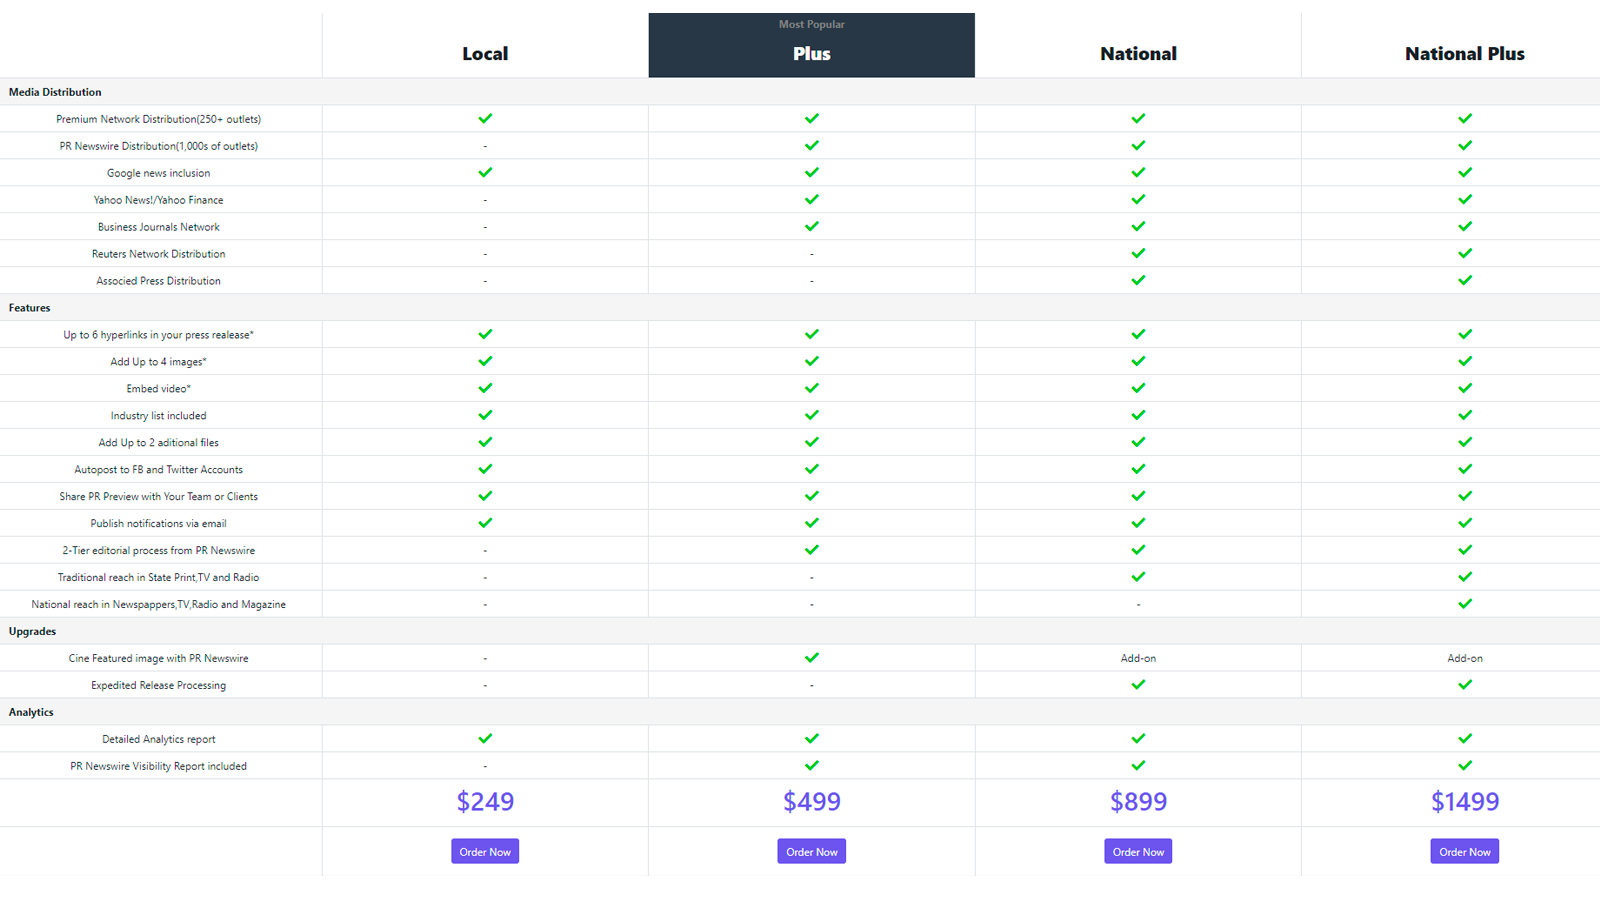 Most Popular
Local Plus National National Plus
Media Distribution
Premium Network Distribution(250+ outlets)
PR Newswire Distribution(1,000s of outlets) -
Google news inclusion
Yahoo News!/Yahoo Finance -
Business Journals Network -
Reuters Network Distribution - -
Associed Press Distribution - -
Features
Up to 6 hyperlinks in your press realease*
Add Up to 4 images*
Embed video*
Industry list included
Add Up to 2 aditional files
Autopost to FB and Twitter Accounts
Share PR Preview with Your Team or Clients
Publish notifications via email
2-Tier editorial process from PR Newswire -
Traditional reach in State Print,TV and Radio - -
National reach in Newspappers,TV,Radio and Magazine - - -
Upgrades
Cine Featured image with PR Newswire - Add-on Add-on
Expedited Release Processing - -
Analytics
Detailed Analytics report
PR Newswire Visibility Report included -
$249 $499 $899 $1499
Order Now Order Now Order Now Order Now